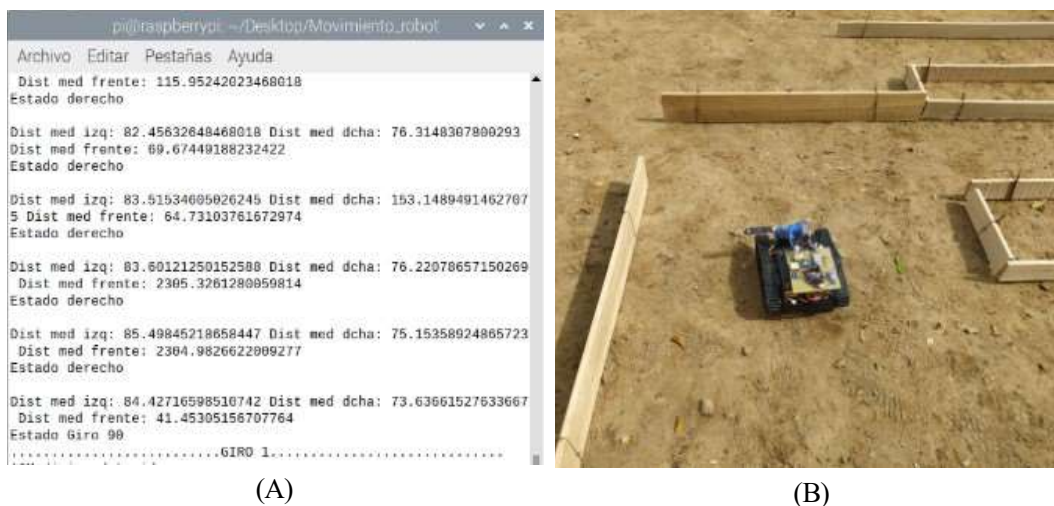 pi@raspberrypi: ~/Desktop/Movimiento_robot
Archivo Editar Pestañas Ayuda
Dist med frente: 115.95242023468018
Estado derecho
Dist med izq: 82.45632648468018 Dist med dcha: 76.3148307800293
Dist med frente: 69.67449188232422
Estado derecho
Dist med izq: 83.51534605026245 Dist med dcha: 153.1489491462707
5 Dist med frente: 64.73103761672974
Estado derecho
Dist med izq: 83.60121250152588 Dist med dcha: 76.22078657150269
Dist med frente: 2305.3261280059814
Estado derecho
Dist med izq: 85.49845218658447 Dist med dcha: 75.15358924865723
Dist med frente: 2304.9826622009277
Estado derecho
Dist med izq: 84.42716598510742 Dist med dcha: 73.63661527633667
Dist med frente: 41.45305156707764
Estado Giro 90
...........................GIRO 1..............................
(A)
(B)